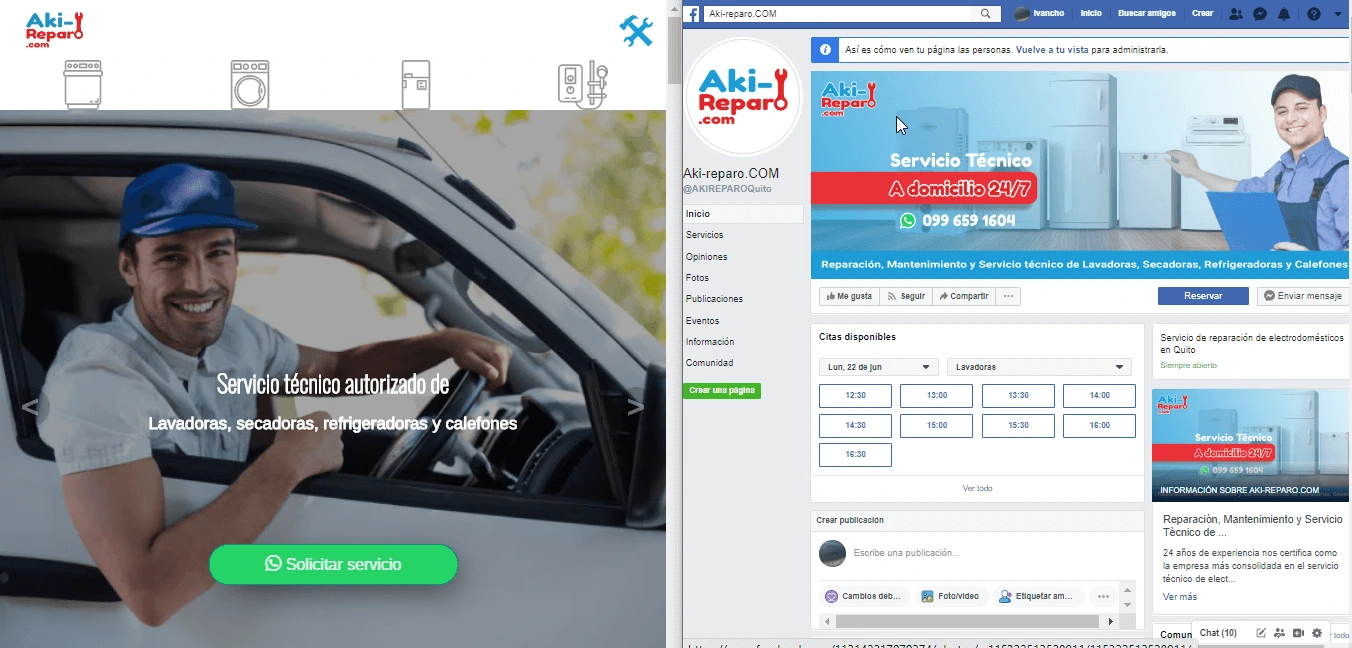 Aki-
Reparo
.com
Servicio técnico autorizado de
<
>
Lavadoras, secadoras, refrigeradoras y calefones
Solicitar servicio
Aki-reparo.COM
Ivancho
Inicio
Buscar amigos
Crear
Así es cómo ven tu página las personas. Vuelve a tu vista para administrarla.
Aki-
Reparo
.com
Aki-reparo.COM
@AKIREPAROQuito
Inicio
Servicios
Opiniones
Fotos
Publicaciones
Eventos
Información
Comunidad
Crear una página
Aki-
Reparo
.com
Servicio Técnico
A domicilio 24/7
099 659 1604
Reparación, Mantenimiento y Servicio técnico de Lavadoras, Secadoras, Refrigeradoras y Calefones
Me gusta
Seguir
Compartir
Reservar
Enviar mensaje
Citas disponibles
Lun, 22 de jun
Lavadoras
12:30
13:00
13:30
14:00
14:30
15:00
15:30
16:00
16:30
Ver todo
Crear publicación
Escribe una publicación...
Cambios deb...
Foto/video
Etiquetar am...
Servicio de reparación de electrodomésticos
en Quito
Siempre abierto
Aki-
Reparo
.com
Servicio Técnico
A domicilio 24/7
099 659 1604
INFORMACIÓN SOBRE AKI-REPARO.COM
Reparaciòn, Mantenimiento y Servicio
Tècnico de ...
24 años de experiencia nos certifica como
la empresa más consolidada en el servicio
técnico de elect...
Ver más
Comun
Chat (10)
todo